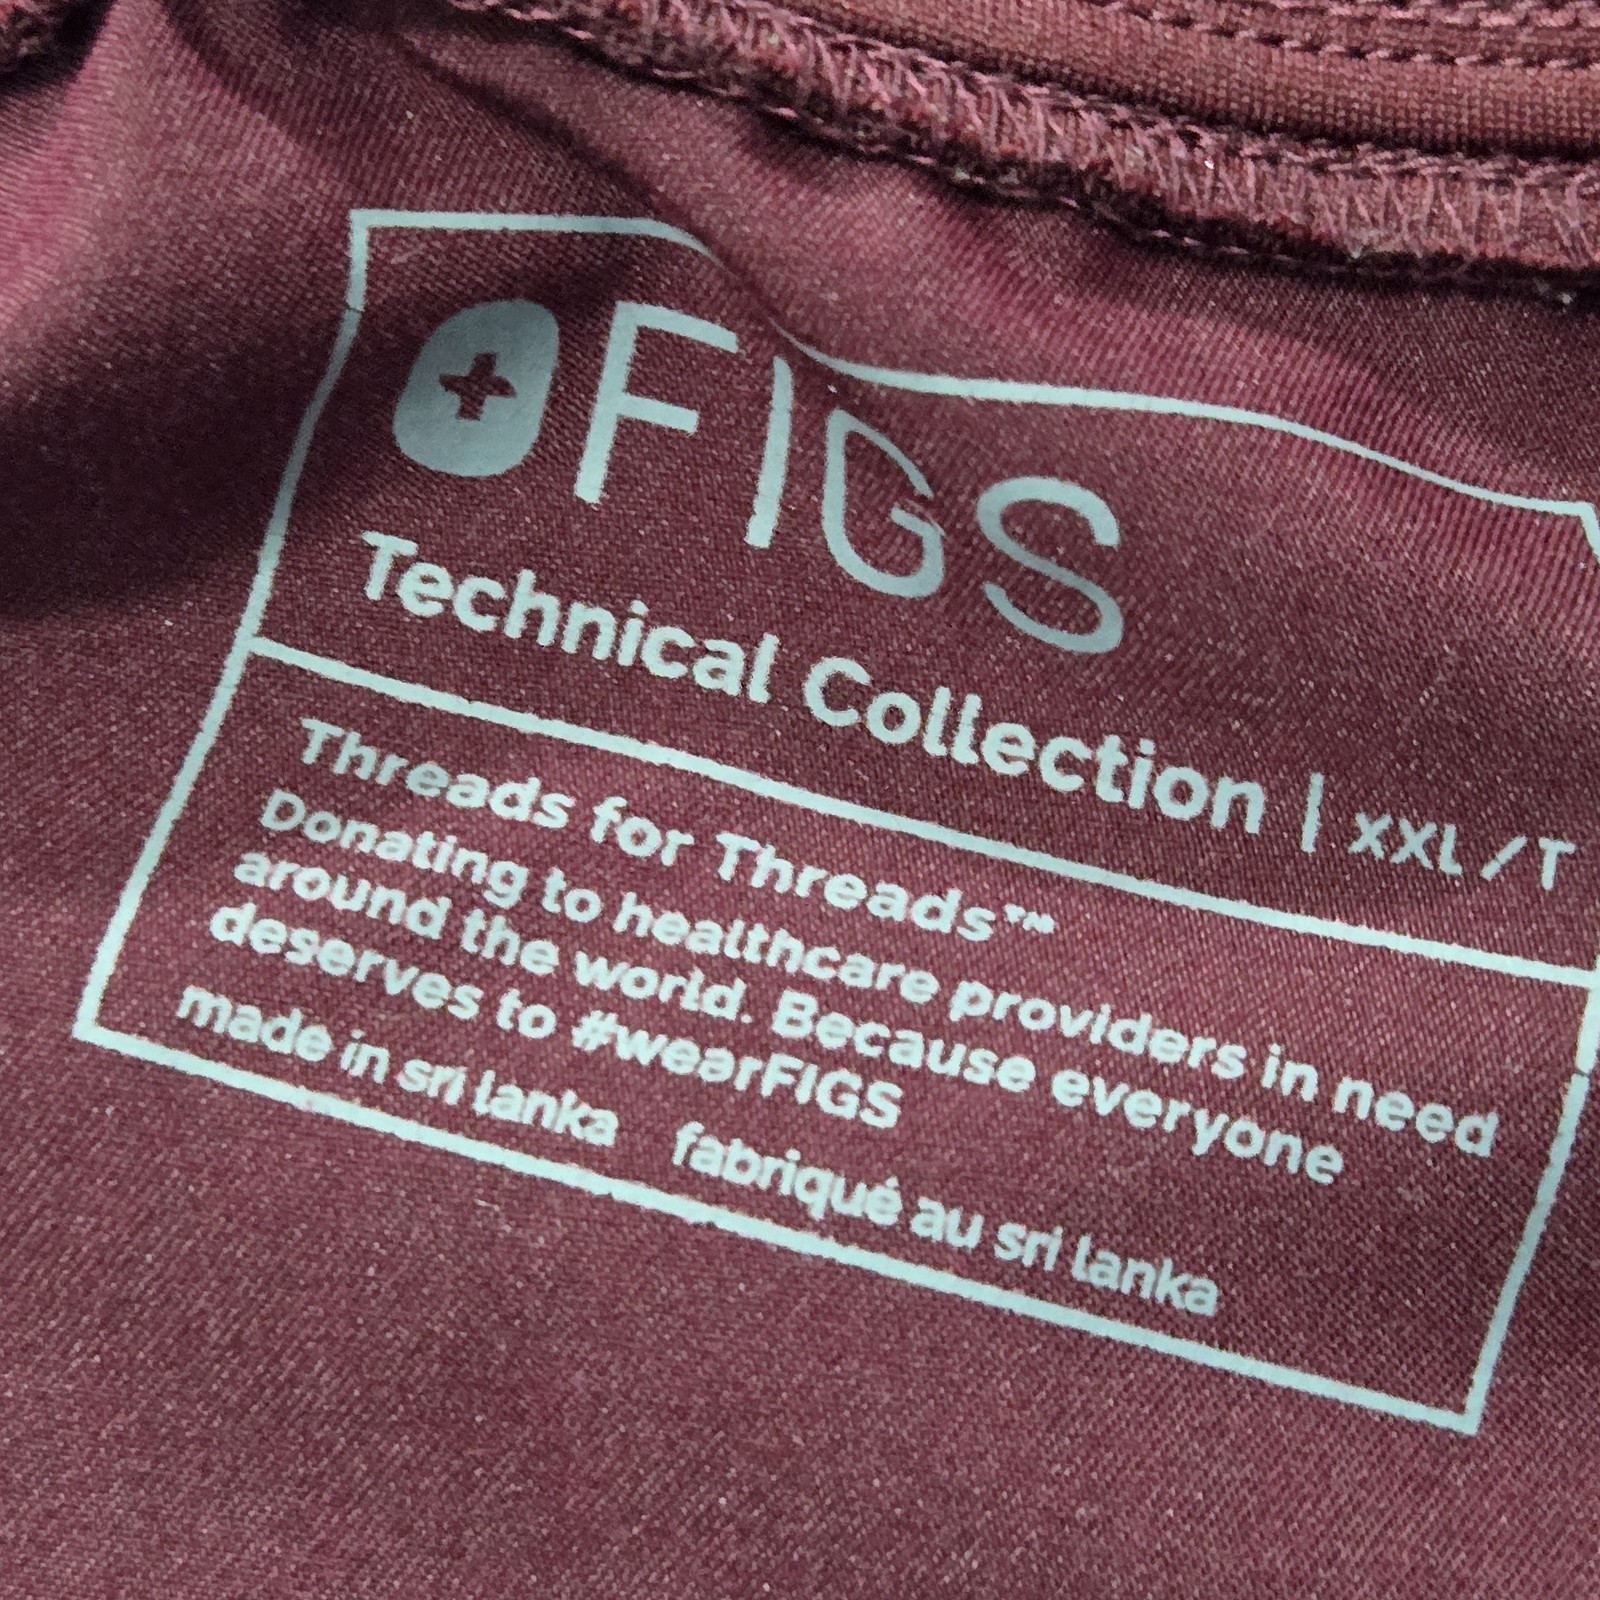 FIGS
Technical Collection | XXL/T
Threads for Threads™
Donating to healthcare providers in need
around the world. Because everyone
deserves to #wearFIGS
made in sri lanka fabriqué au sri lanka